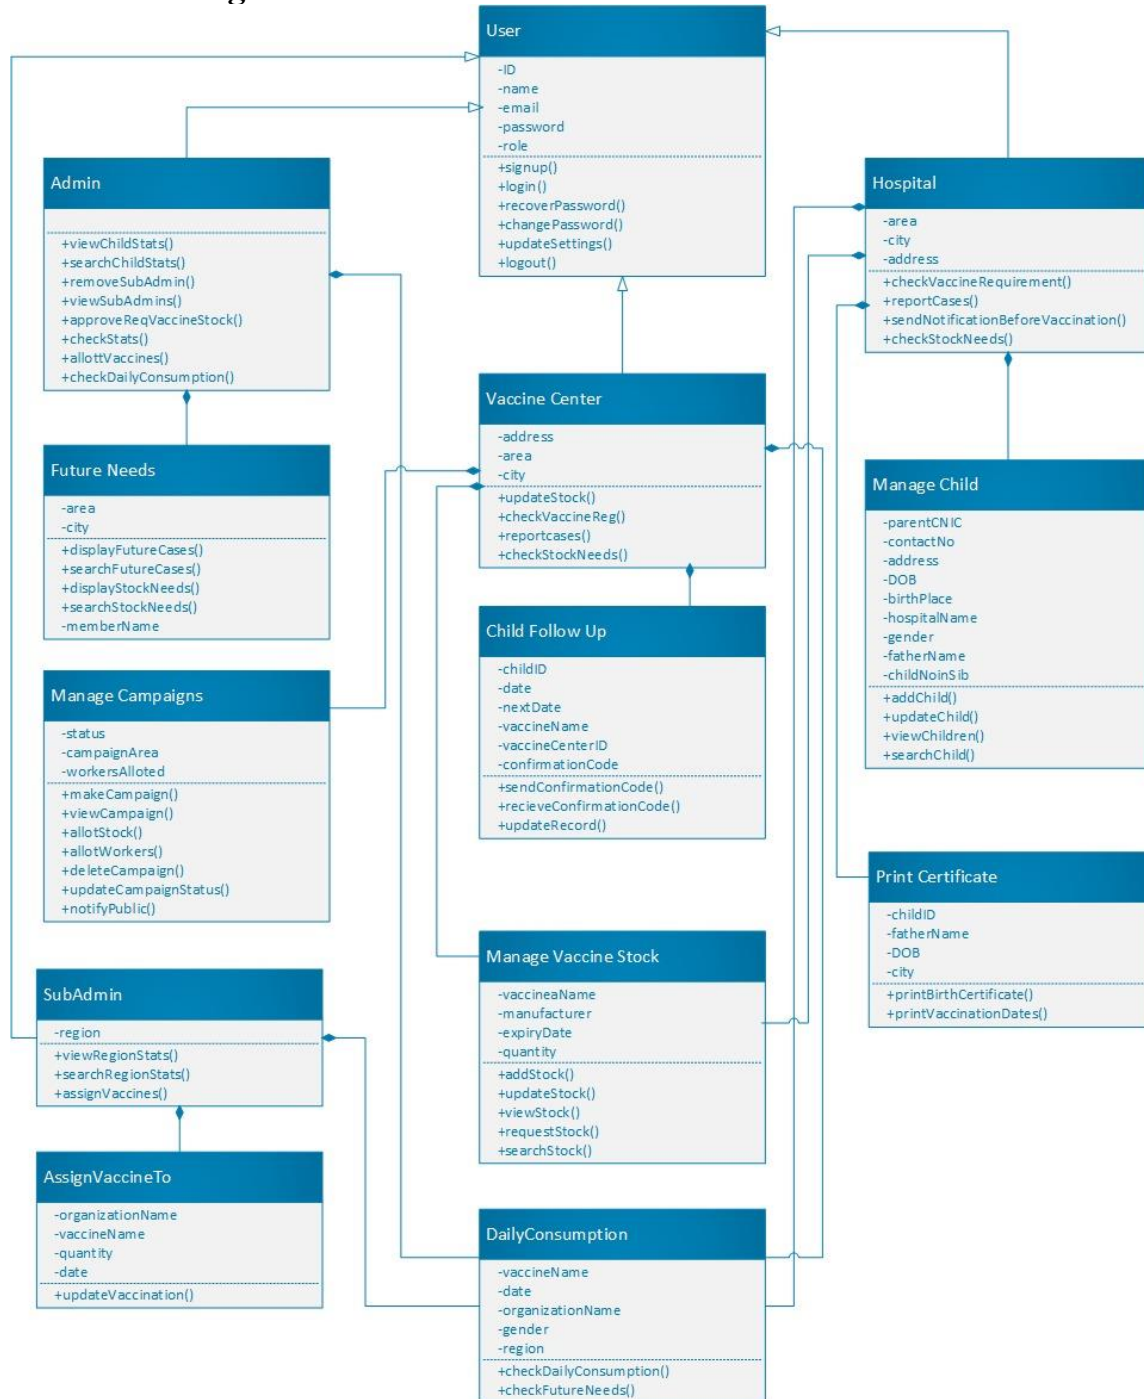 User
-ID
-name
-email
-password
-role
+signup()
+login()
+recoverPassword()
+changePassword()
+updateSettings()
+logout()
Admin
+viewChildStats()
+searchChildStats()
+removeSubAdmin()
+viewSubAdmins()
+approveReqVaccineStock()
+checkStats()
+allottVaccines()
+checkDailyConsumption()
Hospital
-area
-city
-address
+checkVaccineRequirement()
+reportCases()
+sendNotificationBeforeVaccination()
+checkStockNeeds()
Vaccine Center
-address
-area
-city
+updateStock()
+checkVaccineReg()
+reportcases()
+checkStockNeeds()
Future Needs
-area
-city
+displayFutureCases()
+searchFutureCases()
+displayStockNeeds()
+searchStockNeeds()
-memberName
Manage Child
-parentCNIC
-contactNo
-address
-DOB
-birthPlace
-hospitalName
-gender
-fatherName
-childNoinSib
+addChild()
+updateChild()
+viewChildren()
+searchChild()
Child Follow Up
-childID
-date
-nextDate
-vaccineName
-vaccineCenterID
-confirmationCode
+sendConfirmationCode()
+recieveConfirmationCode()
+updateRecord()
Manage Campaigns
-status
-campaignArea
-workersAlloted
+makeCampaign()
+viewCampaign()
+allotStock()
+allotWorkers()
+deleteCampaign()
+updateCampaignStatus()
+notifyPublic()
Print Certificate
-childID
-fatherName
-DOB
-city
+printBirthCertificate()
+printVaccinationDates()
Manage Vaccine Stock
-vaccineaName
-manufacturer
-expiryDate
-quantity
+addStock()
+updateStock()
+viewStock()
+requestStock()
+searchStock()
SubAdmin
-region
+viewRegionStats()
+searchRegionStats()
+assignVaccines()
AssignVaccineTo
-organizationName
-vaccineName
-quantity
-date
+updateVaccination()
DailyConsumption
-vaccineName
-date
-organizationName
-gender
-region
+checkDailyConsumption()
+checkFutureNeeds()